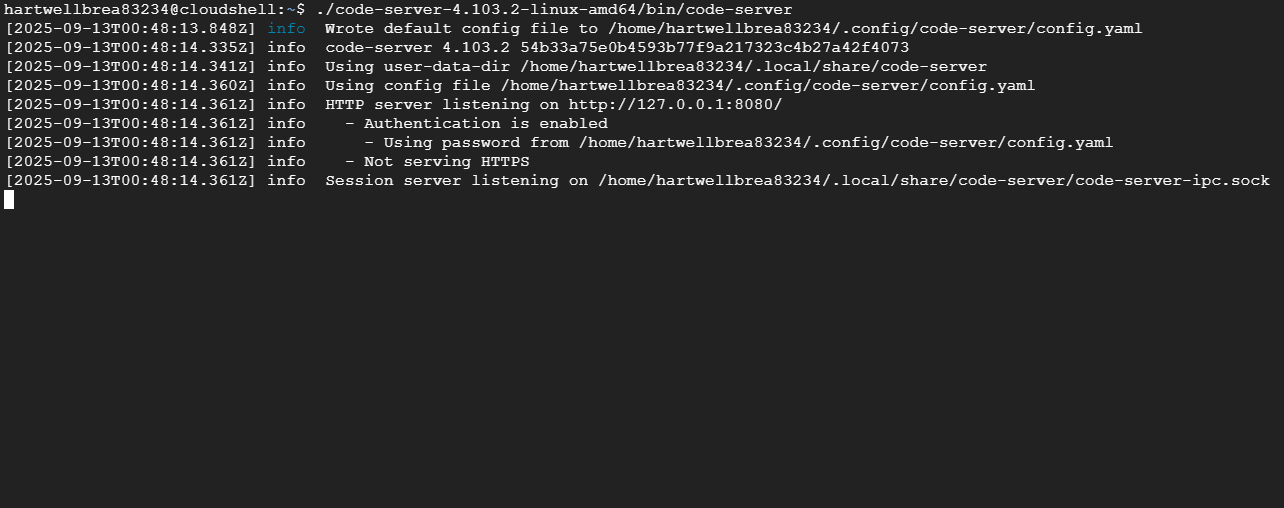 hartwellbrea83234@cloudshell:~$ ./code-server-4.103.2-linux-amd64/bin/code-server
[2025-09-13T00:48:13.848Z] info  Wrote default config file to /home/hartwellbrea83234/.config/code-server/config.yaml
[2025-09-13T00:48:14.335Z] info  code-server 4.103.2 54b33a75e0b4593b77f9a217323c4b27a42f4073
[2025-09-13T00:48:14.341Z] info  Using user-data-dir /home/hartwellbrea83234/.local/share/code-server
[2025-09-13T00:48:14.360Z] info  Using config file /home/hartwellbrea83234/.config/code-server/config.yaml
[2025-09-13T00:48:14.361Z] info  HTTP server listening on http://127.0.0.1:8080/
[2025-09-13T00:48:14.361Z] info    - Authentication is enabled
[2025-09-13T00:48:14.361Z] info      - Using password from /home/hartwellbrea83234/.config/code-server/config.yaml
[2025-09-13T00:48:14.361Z] info    - Not serving HTTPS
[2025-09-13T00:48:14.361Z] info  Session server listening on /home/hartwellbrea83234/.local/share/code-server/code-server-ipc.sock